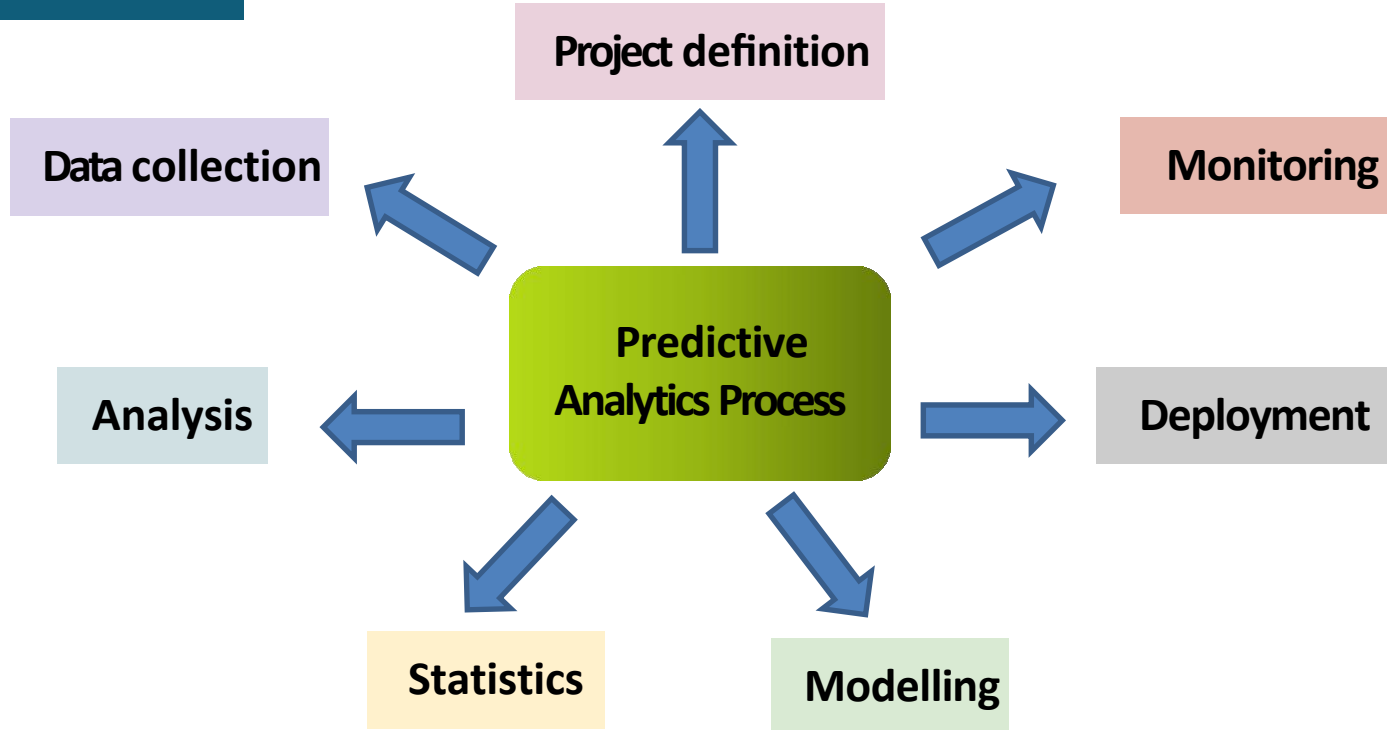 Project definition
Data collection
Monitoring
Predictive
Analytics Process
Analysis
Deployment
Statistics
Modelling